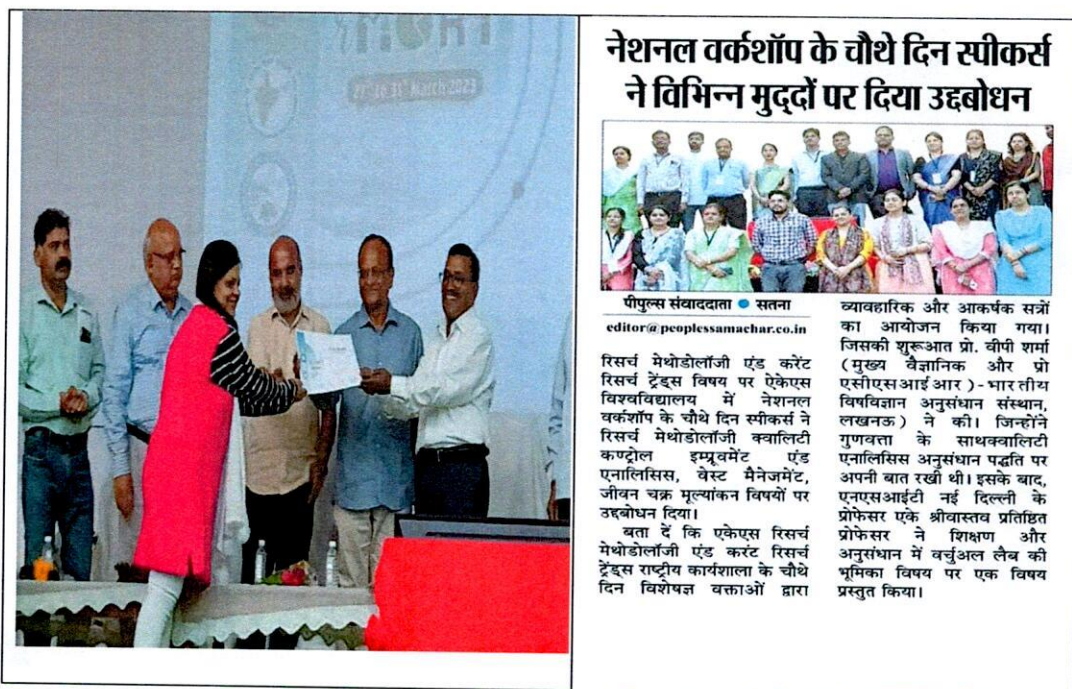 27 to 31 March 2023
नेशनल वर्कशॉप के चौथे दिन स्पीकर्स
ने विभिन्न मुद्दों पर दिया उद्दबोधन
पीपुल्स संवाददाता ● सतना
editor@peoplessamachar.co.in
रिसर्च मेथोडोलॉजी एंड करेंट
रिसर्च ट्रेंड्स विषय पर ऐकेएस
विश्वविद्यालय में नेशनल
वर्कशॉप के चौथे दिन स्पीकर्स ने
रिसर्च मेथोडोलॉजी क्वालिटी
कण्ट्रोल इम्प्रूवमेंट एंड
एनालिसिस, वेस्ट मैनेजमेंट,
जीवन चक्र मूल्यांकन विषयों पर
उद्दबोधन दिया।
बता दें कि एकेएस रिसर्च
मेथोडोलॉजी एंड करंट रिसर्च
ट्रेंड्स राष्ट्रीय कार्यशाला के चौथे
दिन विशेषज्ञ वक्ताओं द्वारा
व्यावहारिक और आकर्षक सत्रों
का आयोजन किया गया।
जिसकी शुरूआत प्रो. वीपी शर्मा
(मुख्य वैज्ञानिक और प्रो
एसीएसआईआर)-भारतीय
विषविज्ञान अनुसंधान संस्थान,
लखनऊ) ने की। जिन्होंने
गुणवत्ता के साथक्वालिटी
एनालिसिस अनुसंधान पद्धति पर
अपनी बात रखी थी। इसके बाद,
एनएसआईटी नई दिल्ली के
प्रोफेसर एके श्रीवास्तव प्रतिष्ठित
प्रोफेसर ने शिक्षण और
अनुसंधान में वर्चुअल लैब की
भूमिका विषय पर एक विषय
प्रस्तुत किया।